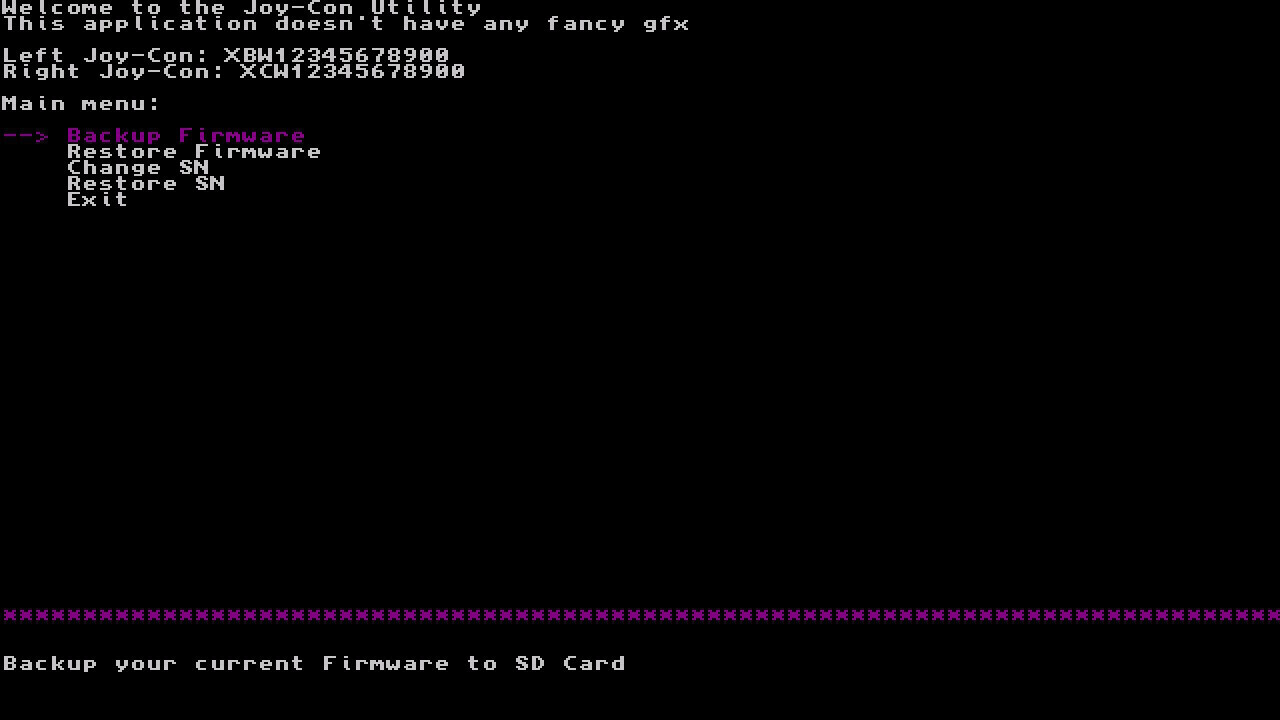 Welcome to the Joy-Con Utility
This application doesn't have any fancy gfx
Left Joy-Con: XBW12345678900
Right Joy-Con: XCW12345678900
Main menu:
--> Backup Firmware
Restore Firmware
Change SN
Restore SN
Exit
********************************************************************************
Backup your current Firmware to SD Card